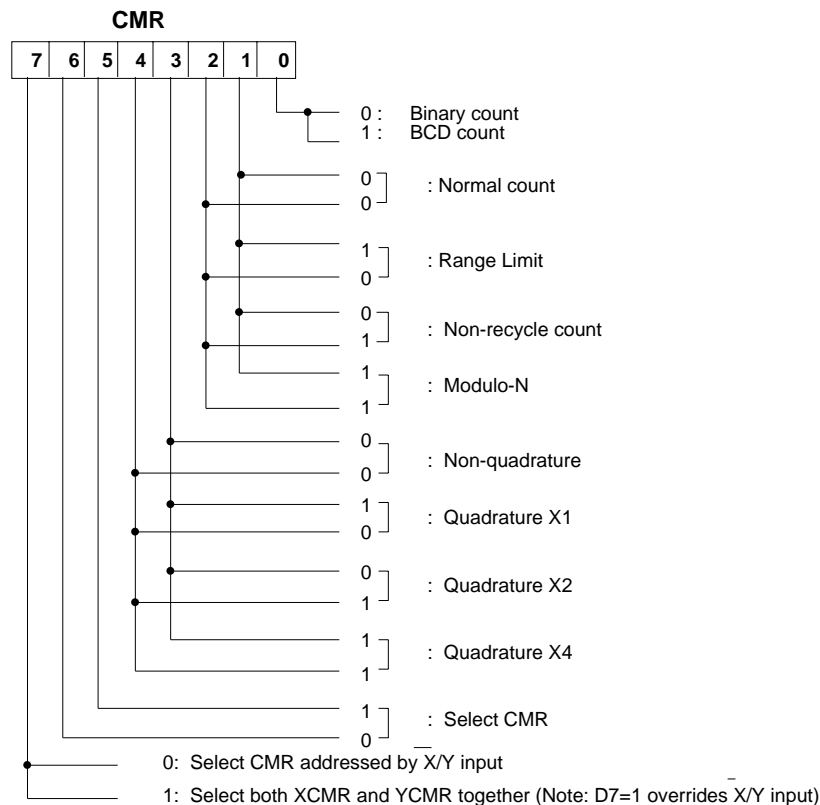 CMR
7 6 5 4 3 2 1 0
0 : Binary count
1 : BCD count
0
: Normal count
0
1
: Range Limit
0
0
: Non-recycle count
1
1
: Modulo-N
1
0
: Non-quadrature
0
1
: Quadrature X1
0
0
: Quadrature X2
1
1
: Quadrature X4
1
1
: Select CMR
0
0: Select CMR addressed by X̅/Y input
1: Select both XCMR and YCMR together (Note: D7=1 overrides X̅/Y input)